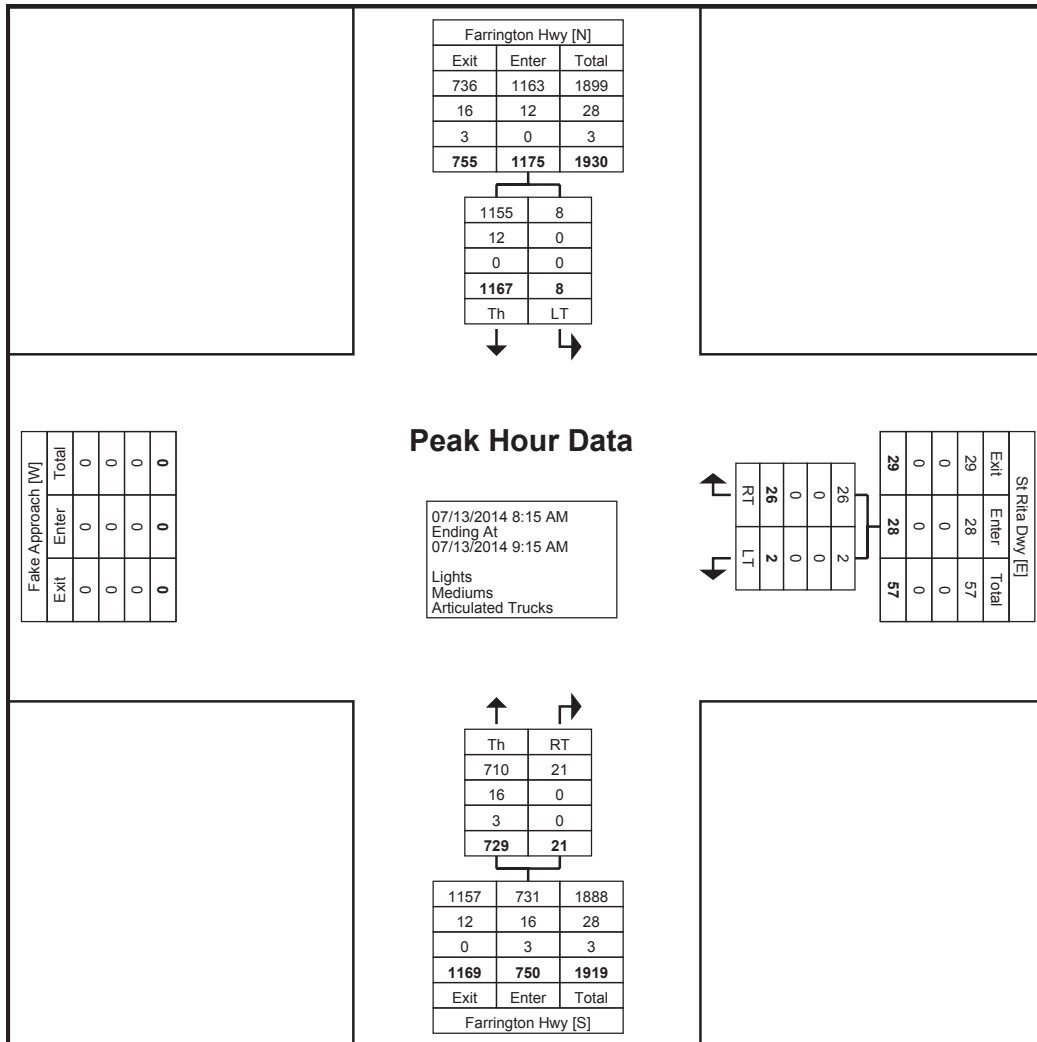 Farrington Hwy [N]
Exit Enter Total
736 1163 1899
16 12 28
3 0 3
755 1175 1930
1155 8
12 0
0 0
1167 8
Th LT
Fake Approach [W]
Total 0 0 0 0
Enter 0 0 0 0
Exit 0 0 0 0
Peak Hour Data
07/13/2014 8:15 AM
Ending At
07/13/2014 9:15 AM
Lights
Mediums
Articulated Trucks
RT 26 0 0 26
LT 2 0 0 2
St Rita Dwy [E]
Exit Enter Total
29 28 57
0 0 0
0 0 0
29 28 57
Th RT
710 21
16 0
3 0
729 21
1157 731 1888
12 16 28
0 3 3
1169 750 1919
Exit Enter Total
Farrington Hwy [S]